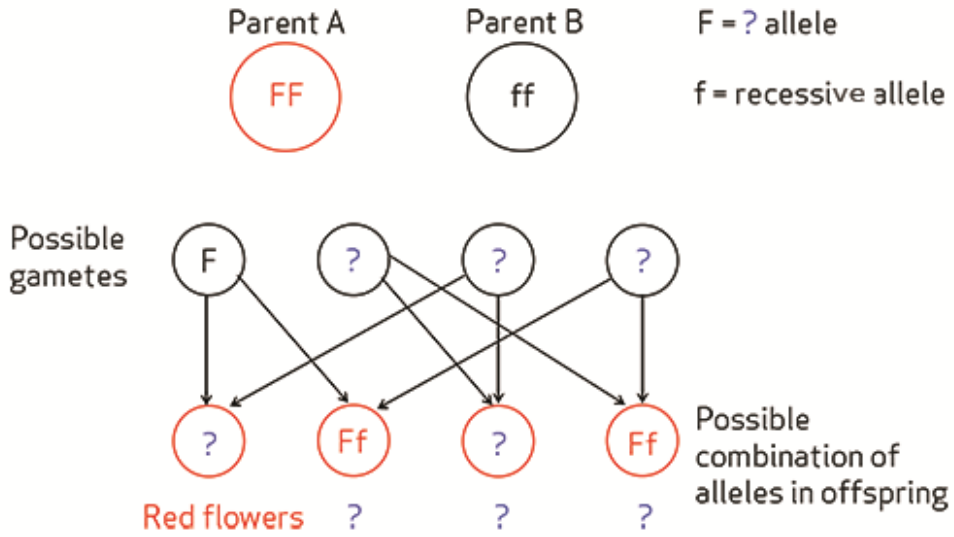 Parent A
Parent B
F = ? allele
FF
ff
f = recessive allele
Possible
gametes
F
?
?
?
?
Ff
?
Ff
Possible
combination of
alleles in offspring
Red flowers
?
?
?